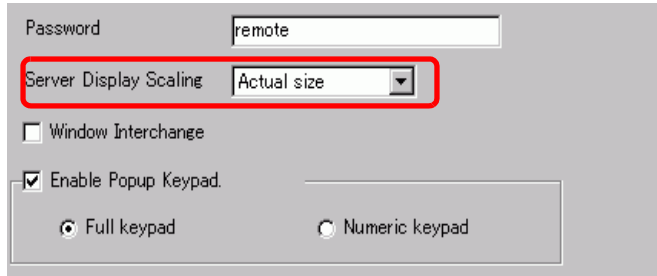 Password remote
Server Display Scaling Actual size
Window Interchange
Enable Popup Keypad.
Full keypad Numeric keypad